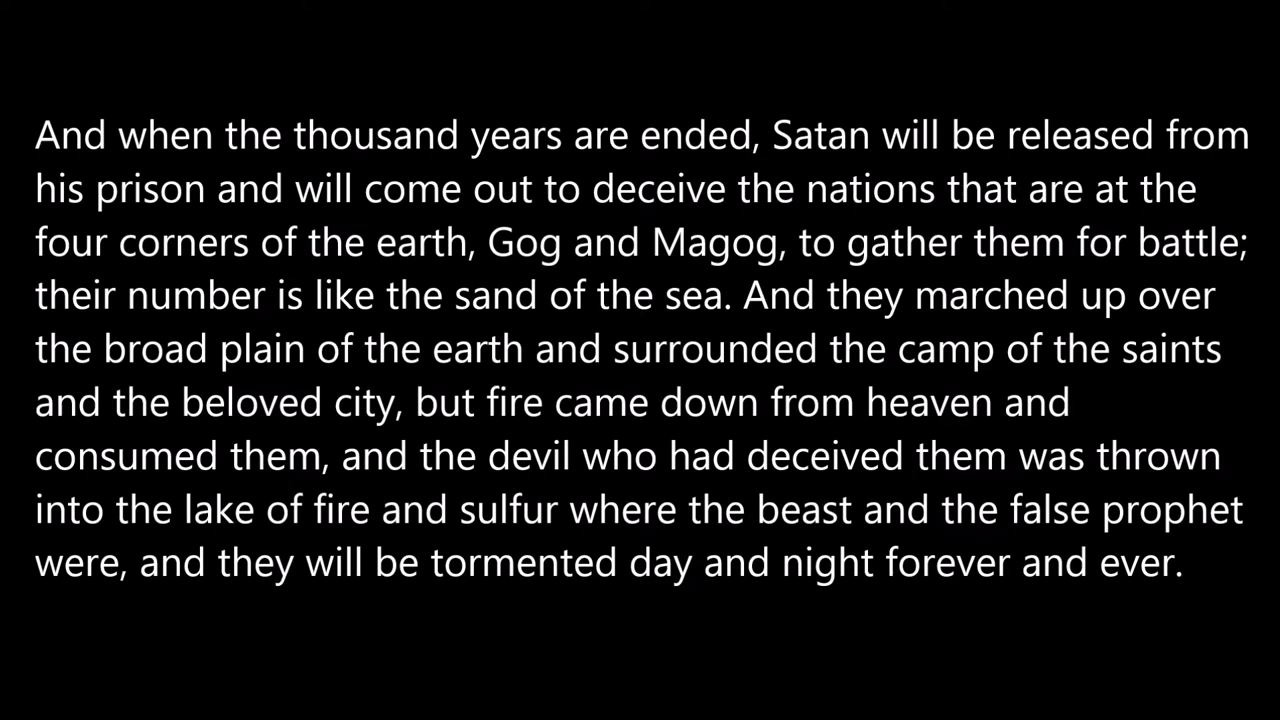 And when the thousand years are ended, Satan will be released from
his prison and will come out to deceive the nations that are at the
four corners of the earth, Gog and Magog, to gather them for battle;
their number is like the sand of the sea. And they marched up over
the broad plain of the earth and surrounded the camp of the saints
and the beloved city, but fire came down from heaven and
consumed them, and the devil who had deceived them was thrown
into the lake of fire and sulfur where the beast and the false prophet
were, and they will be tormented day and night forever and ever.